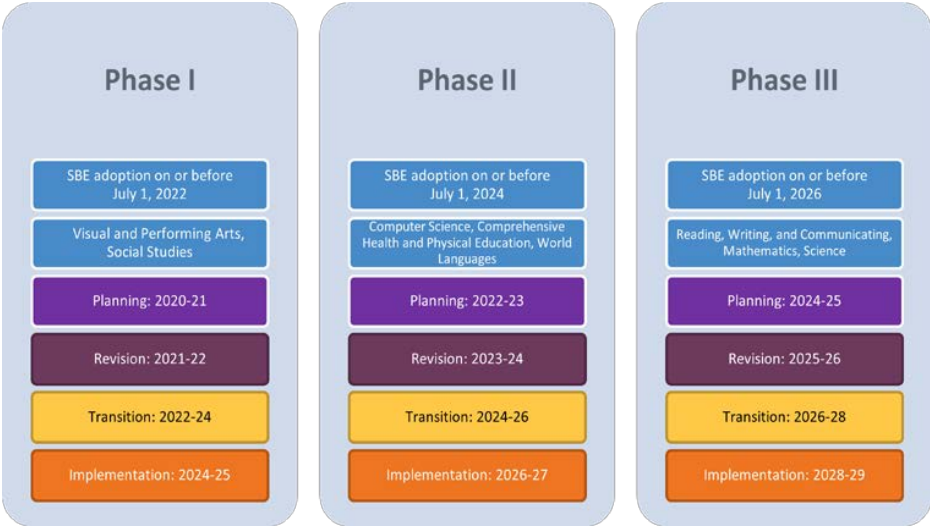 Phase I
SBE adoption on or before
July 1, 2022
Visual and Performing Arts,
Social Studies
Planning: 2020-21
Revision: 2021-22
Transition: 2022-24
Implementation: 2024-25
Phase II
SBE adoption on or before
July 1, 2024
Computer Science, Comprehensive
Health and Physical Education, World
Languages
Planning: 2022-23
Revision: 2023-24
Transition: 2024-26
Implementation: 2026-27
Phase III
SBE adoption on or before
July 1, 2026
Reading, Writing, and Communicating,
Mathematics, Science
Planning: 2024-25
Revision: 2025-26
Transition: 2026-28
Implementation: 2028-29